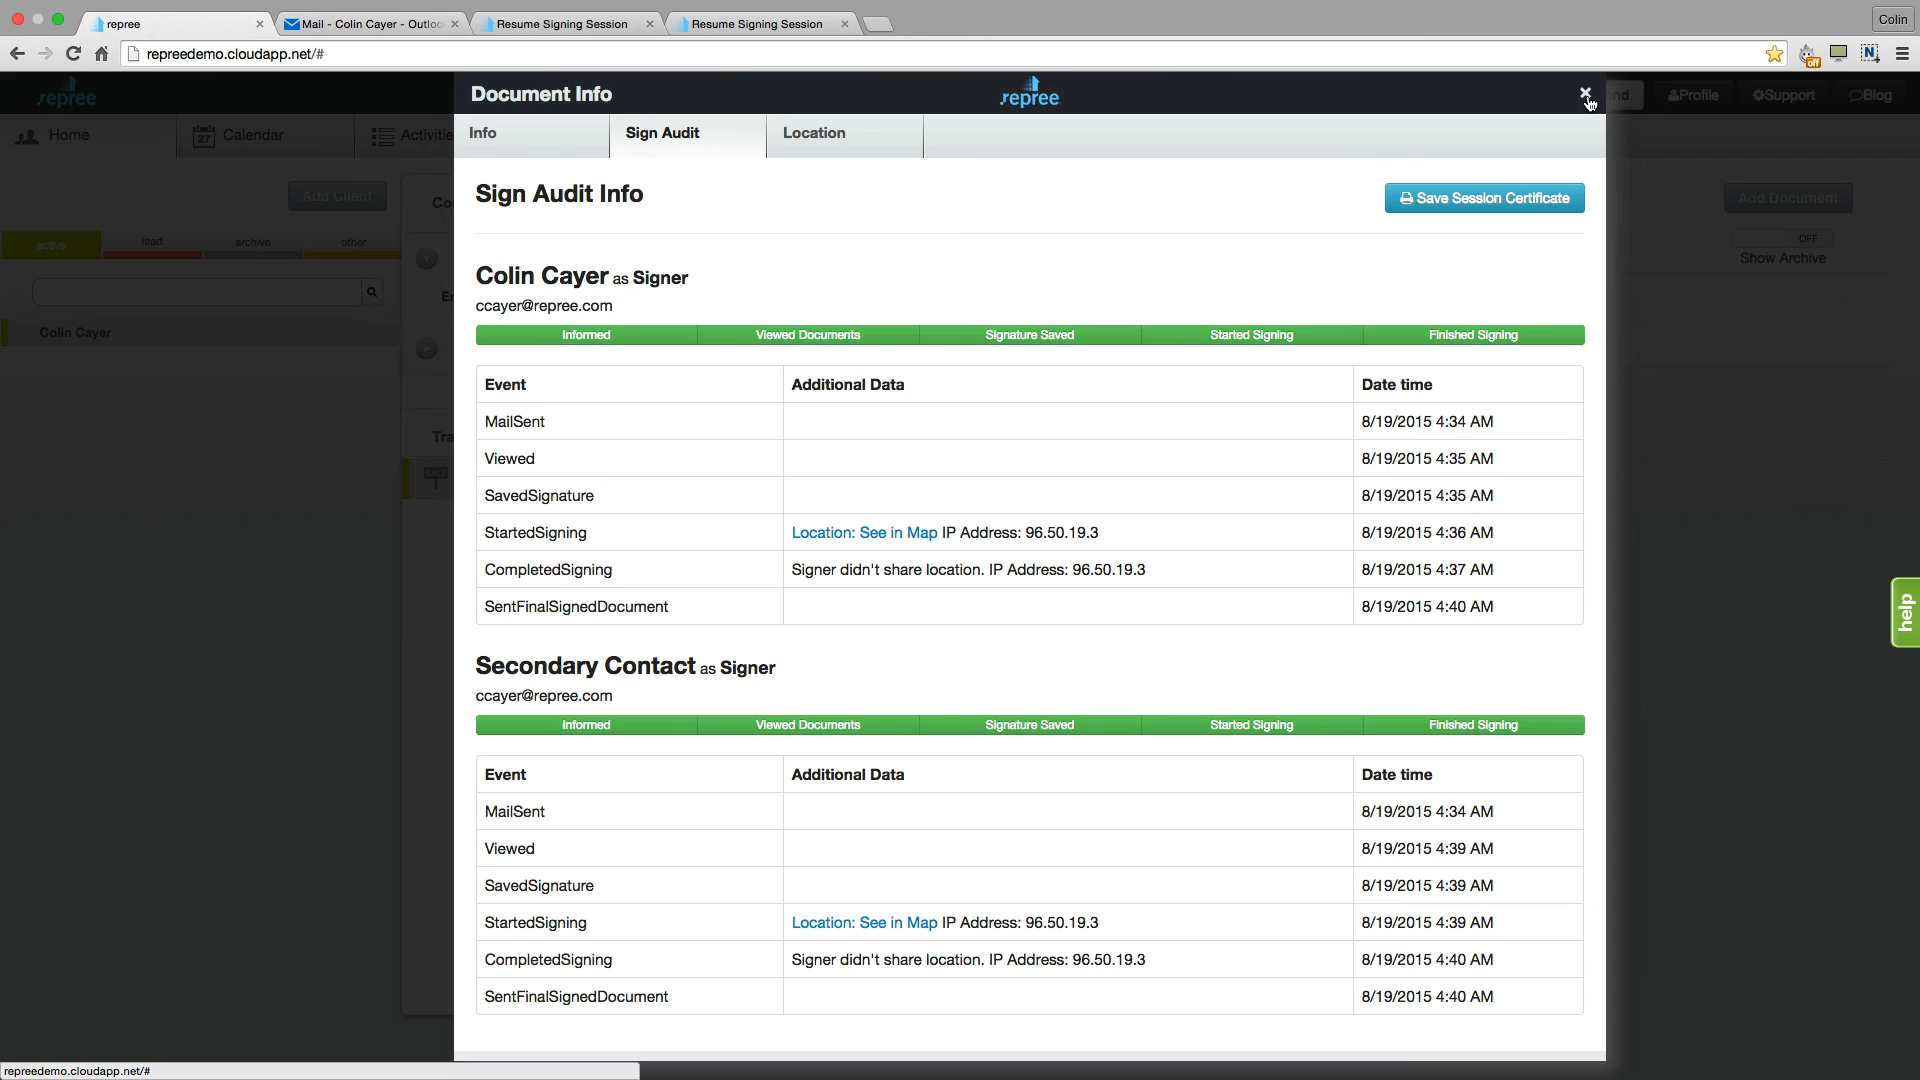 repree
Mail - Colin Cayer - Outloo
Resume Signing Session
Resume Signing Session
Colin
repreedemo.cloudapp.net/#
off
N
repree
Document Info
repree
×
nd
Profile
Support
Blog
Home
27
Calendar
Activitie
Info
Sign Audit
Location
Add Client
Co
Sign Audit Info
Save Session Certificate
Add Document
active
lead
archive
other
OFF
Show Archive
Colin Cayer as Signer
En
ccayer@repree.com
Colin Cayer
Informed
Viewed Documents
Signature Saved
Started Signing
Finished Signing
Event Additional Data Date time
MailSent 8/19/2015 4:34 AM
Tra
Viewed 8/19/2015 4:35 AM
SALE
SavedSignature 8/19/2015 4:35 AM
StartedSigning Location: See in Map IP Address: 96.50.19.3 8/19/2015 4:36 AM
CompletedSigning Signer didn't share location. IP Address: 96.50.19.3 8/19/2015 4:37 AM
SentFinalSignedDocument 8/19/2015 4:40 AM
help
Secondary Contact as Signer
ccayer@repree.com
Informed
Viewed Documents
Signature Saved
Started Signing
Finished Signing
Event Additional Data Date time
MailSent 8/19/2015 4:34 AM
Viewed 8/19/2015 4:39 AM
SavedSignature 8/19/2015 4:39 AM
StartedSigning Location: See in Map IP Address: 96.50.19.3 8/19/2015 4:39 AM
CompletedSigning Signer didn't share location. IP Address: 96.50.19.3 8/19/2015 4:40 AM
SentFinalSignedDocument 8/19/2015 4:40 AM
repreedemo.cloudapp.net/#